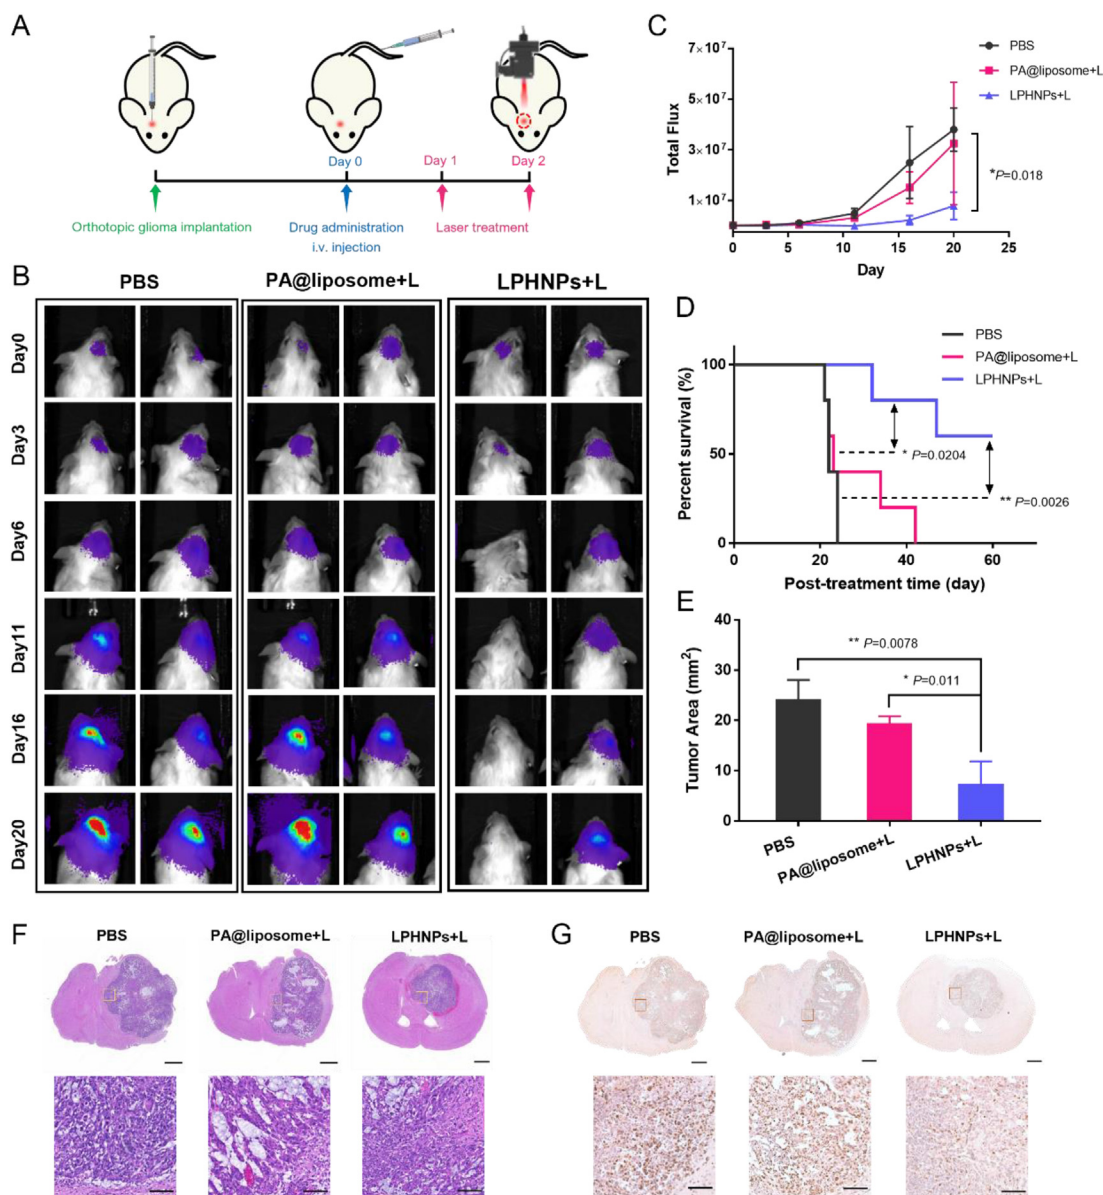 A
Day 0
Day 1
Day 2
Orthotopic glioma implantation
Drug administration
i.v. injection
Laser treatment
B
PBS
PA@liposome+L
LPHNPs+L
Day0
Day3
Day6
Day11
Day16
Day20
C
PBS
PA@liposome+L
LPHNPs+L
Total Flux
7×10⁷
5×10⁷
3×10⁷
1×10⁷
*P=0.018
0 5 10 15 20 25
Day
D
PBS
PA@liposome+L
LPHNPs+L
Percent survival (%)
100
50
0
* P=0.0204
** P=0.0026
0 20 40 60
Post-treatment time (day)
E
Tumor Area (mm²)
40
30
20
10
0
** P=0.0078
* P=0.011
PBS
PA@liposome+L
LPHNPs+L
F
PBS
PA@liposome+L
LPHNPs+L
G
PBS
PA@liposome+L
LPHNPs+L